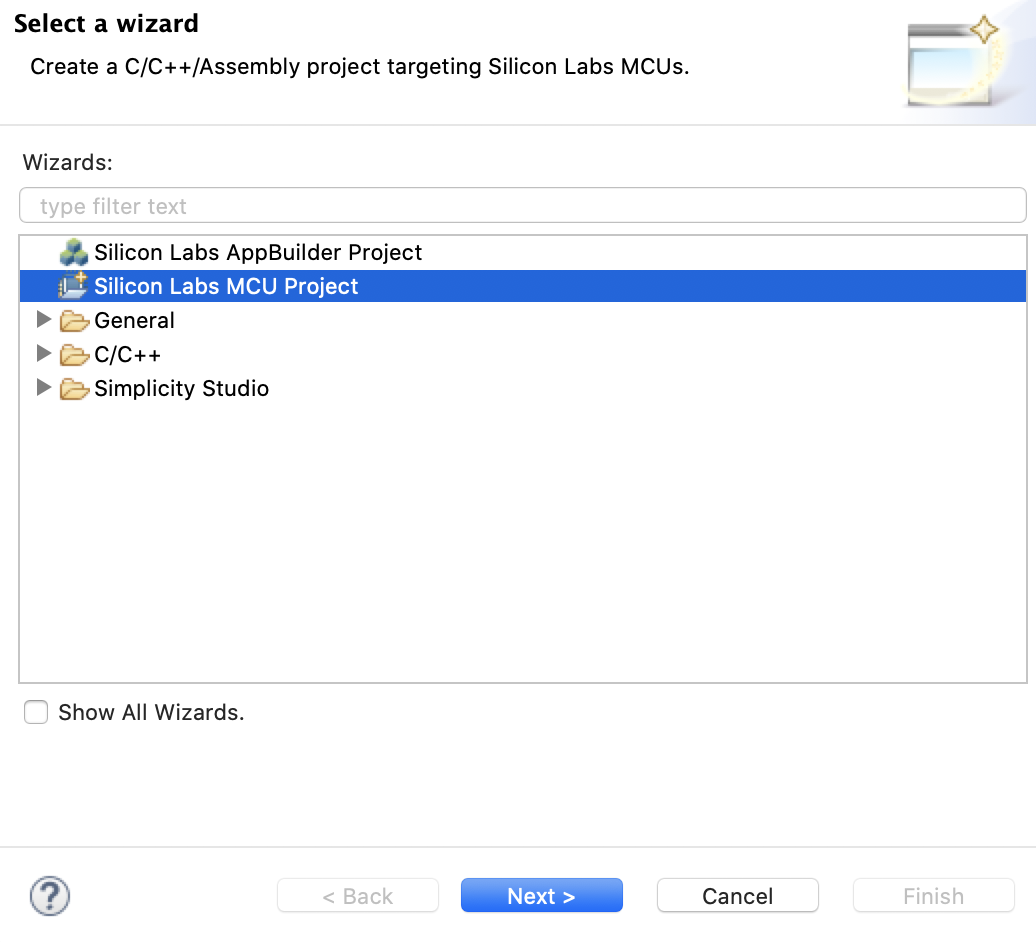 Select a wizard
Create a C/C++/Assembly project targeting Silicon Labs MCUs.
Wizards:
type filter text
Silicon Labs AppBuilder Project
Silicon Labs MCU Project
General
C/C++
Simplicity Studio
Show All Wizards.
?
< Back
Next >
Cancel
Finish